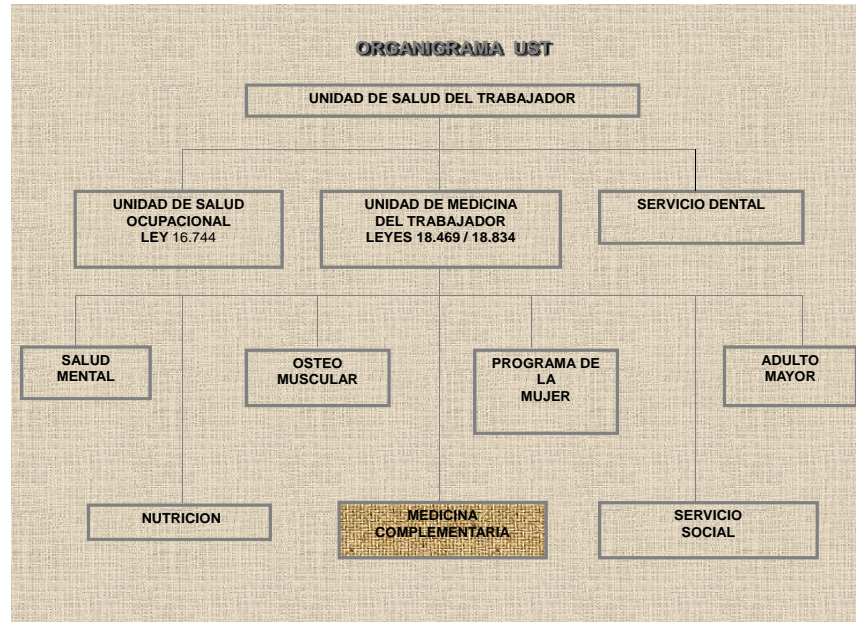 ORGANIGRAMA UST
UNIDAD DE SALUD DEL TRABAJADOR
UNIDAD DE SALUD
OCUPACIONAL
LEY 16.744
UNIDAD DE MEDICINA
DEL TRABAJADOR
LEYES 18.469 / 18.834
SERVICIO DENTAL
SALUD
MENTAL
OSTEO
MUSCULAR
PROGRAMA DE
LA
MUJER
ADULTO
MAYOR
NUTRICION
MEDICINA
COMPLEMENTARIA
SERVICIO
SOCIAL